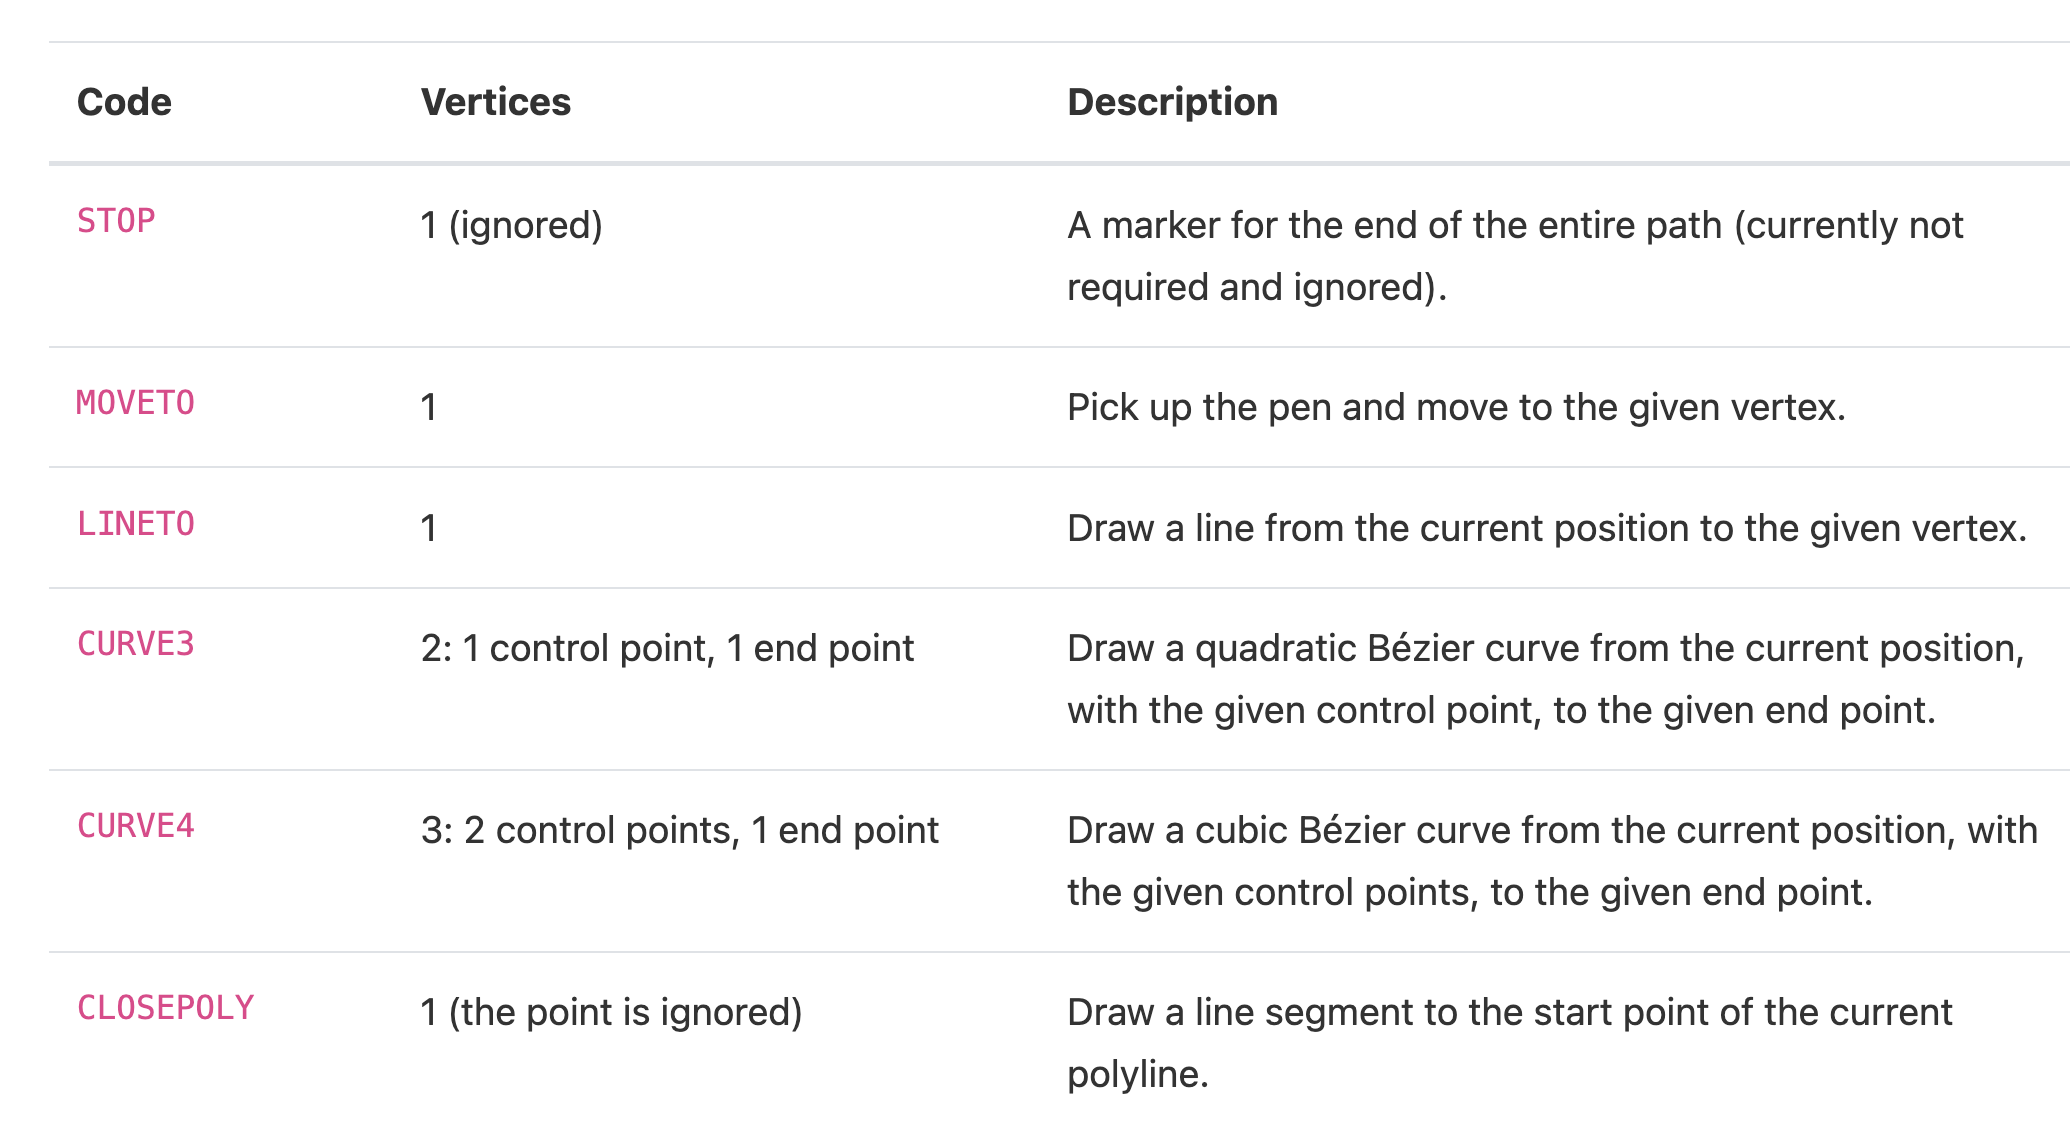 Code Vertices Description
STOP 1 (ignored) A marker for the end of the entire path (currently not
required and ignored).
MOVETO 1 Pick up the pen and move to the given vertex.
LINETO 1 Draw a line from the current position to the given vertex.
CURVE3 2: 1 control point, 1 end point Draw a quadratic Bézier curve from the current position,
with the given control point, to the given end point.
CURVE4 3: 2 control points, 1 end point Draw a cubic Bézier curve from the current position, with
the given control points, to the given end point.
CLOSEPOLY 1 (the point is ignored) Draw a line segment to the start point of the current
polyline.